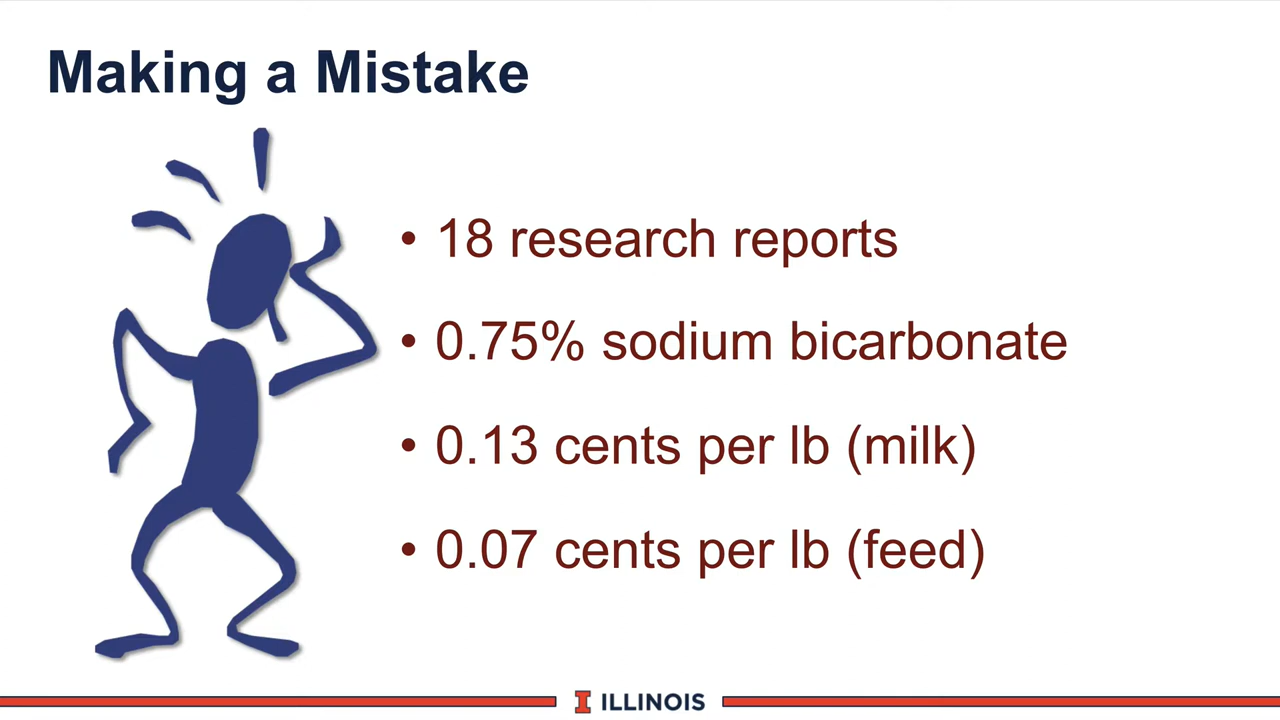 Making a Mistake
• 18 research reports
• 0.75% sodium bicarbonate
• 0.13 cents per lb (milk)
• 0.07 cents per lb (feed)
I ILLINOIS